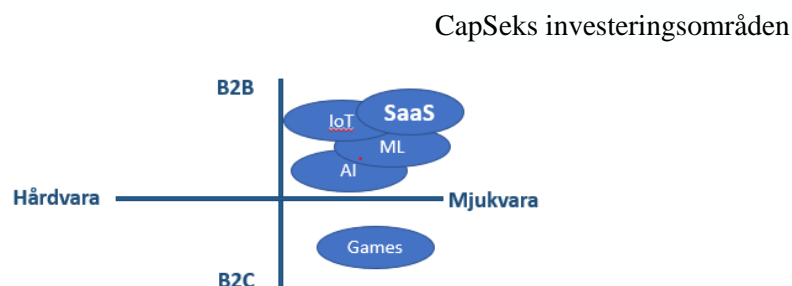 CapSeks investeringsområden
B2B
SaaS
IoT
ML
AI
Hårdvara
Mjukvara
Games
B2C